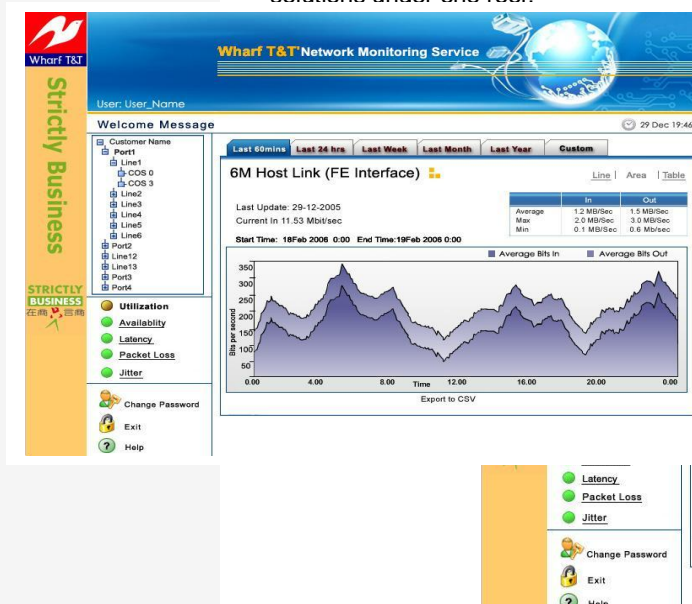 Wharf T&T
Wharf T&T'Network Monitoring Service
User: User_Name
Strictly Business
STRICTLY
BUSINESS
Welcome Message
29 Dec 19:46
Customer Name
Port1
Line1
COS 0
COS 3
Line2
Line3
Line4
Line5
Line6
Port2
Line12
Line13
Port3
Port4
Utilization
Availablity
Latency
Packet Loss
Jitter
Change Password
Exit
Help
Last 60mins Last 24 hrs Last Week Last Month Last Year Custom
6M Host Link (FE Interface)
Line | Area | Table
Last Update: 29-12-2005
Current In 11.53 Mbit/sec
In Out
Average 1.2 MB/Sec 1.5 MB/Sec
Max 2.0 MB/Sec 3.0 MB/Sec
Min 0.1 MB/Sec 0.6 Mb/sec
Start Time: 18Feb 2006 0:00 End Time:19Feb 2006 0:00
Average Bits In Average Bits Out
Bits per second
350
300
250
200
150
100
50
0.00 4.00 8.00 Time 12.00 16.00 20.00 0.00
Export to CSV
Latency
Packet Loss
Jitter
Change Password
Exit